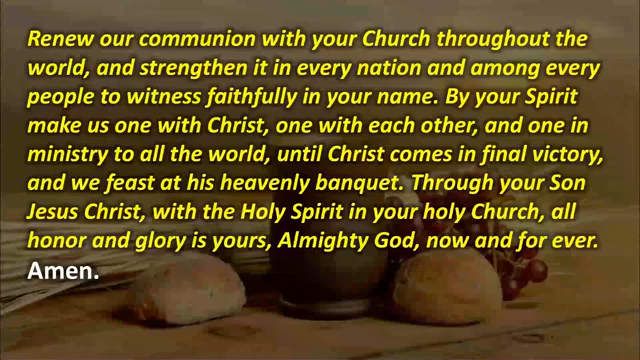 Renew our communion with your Church throughout the
world, and strengthen it in every nation and among every
people to witness faithfully in your name. By your Spirit
make us one with Christ, one with each other, and one in
ministry to all the world, until Christ comes in final victory,
and we feast at his heavenly banquet. Through your Son
Jesus Christ, with the Holy Spirit in your holy Church, all
honor and glory is yours, Almighty God, now and for ever.
Amen.